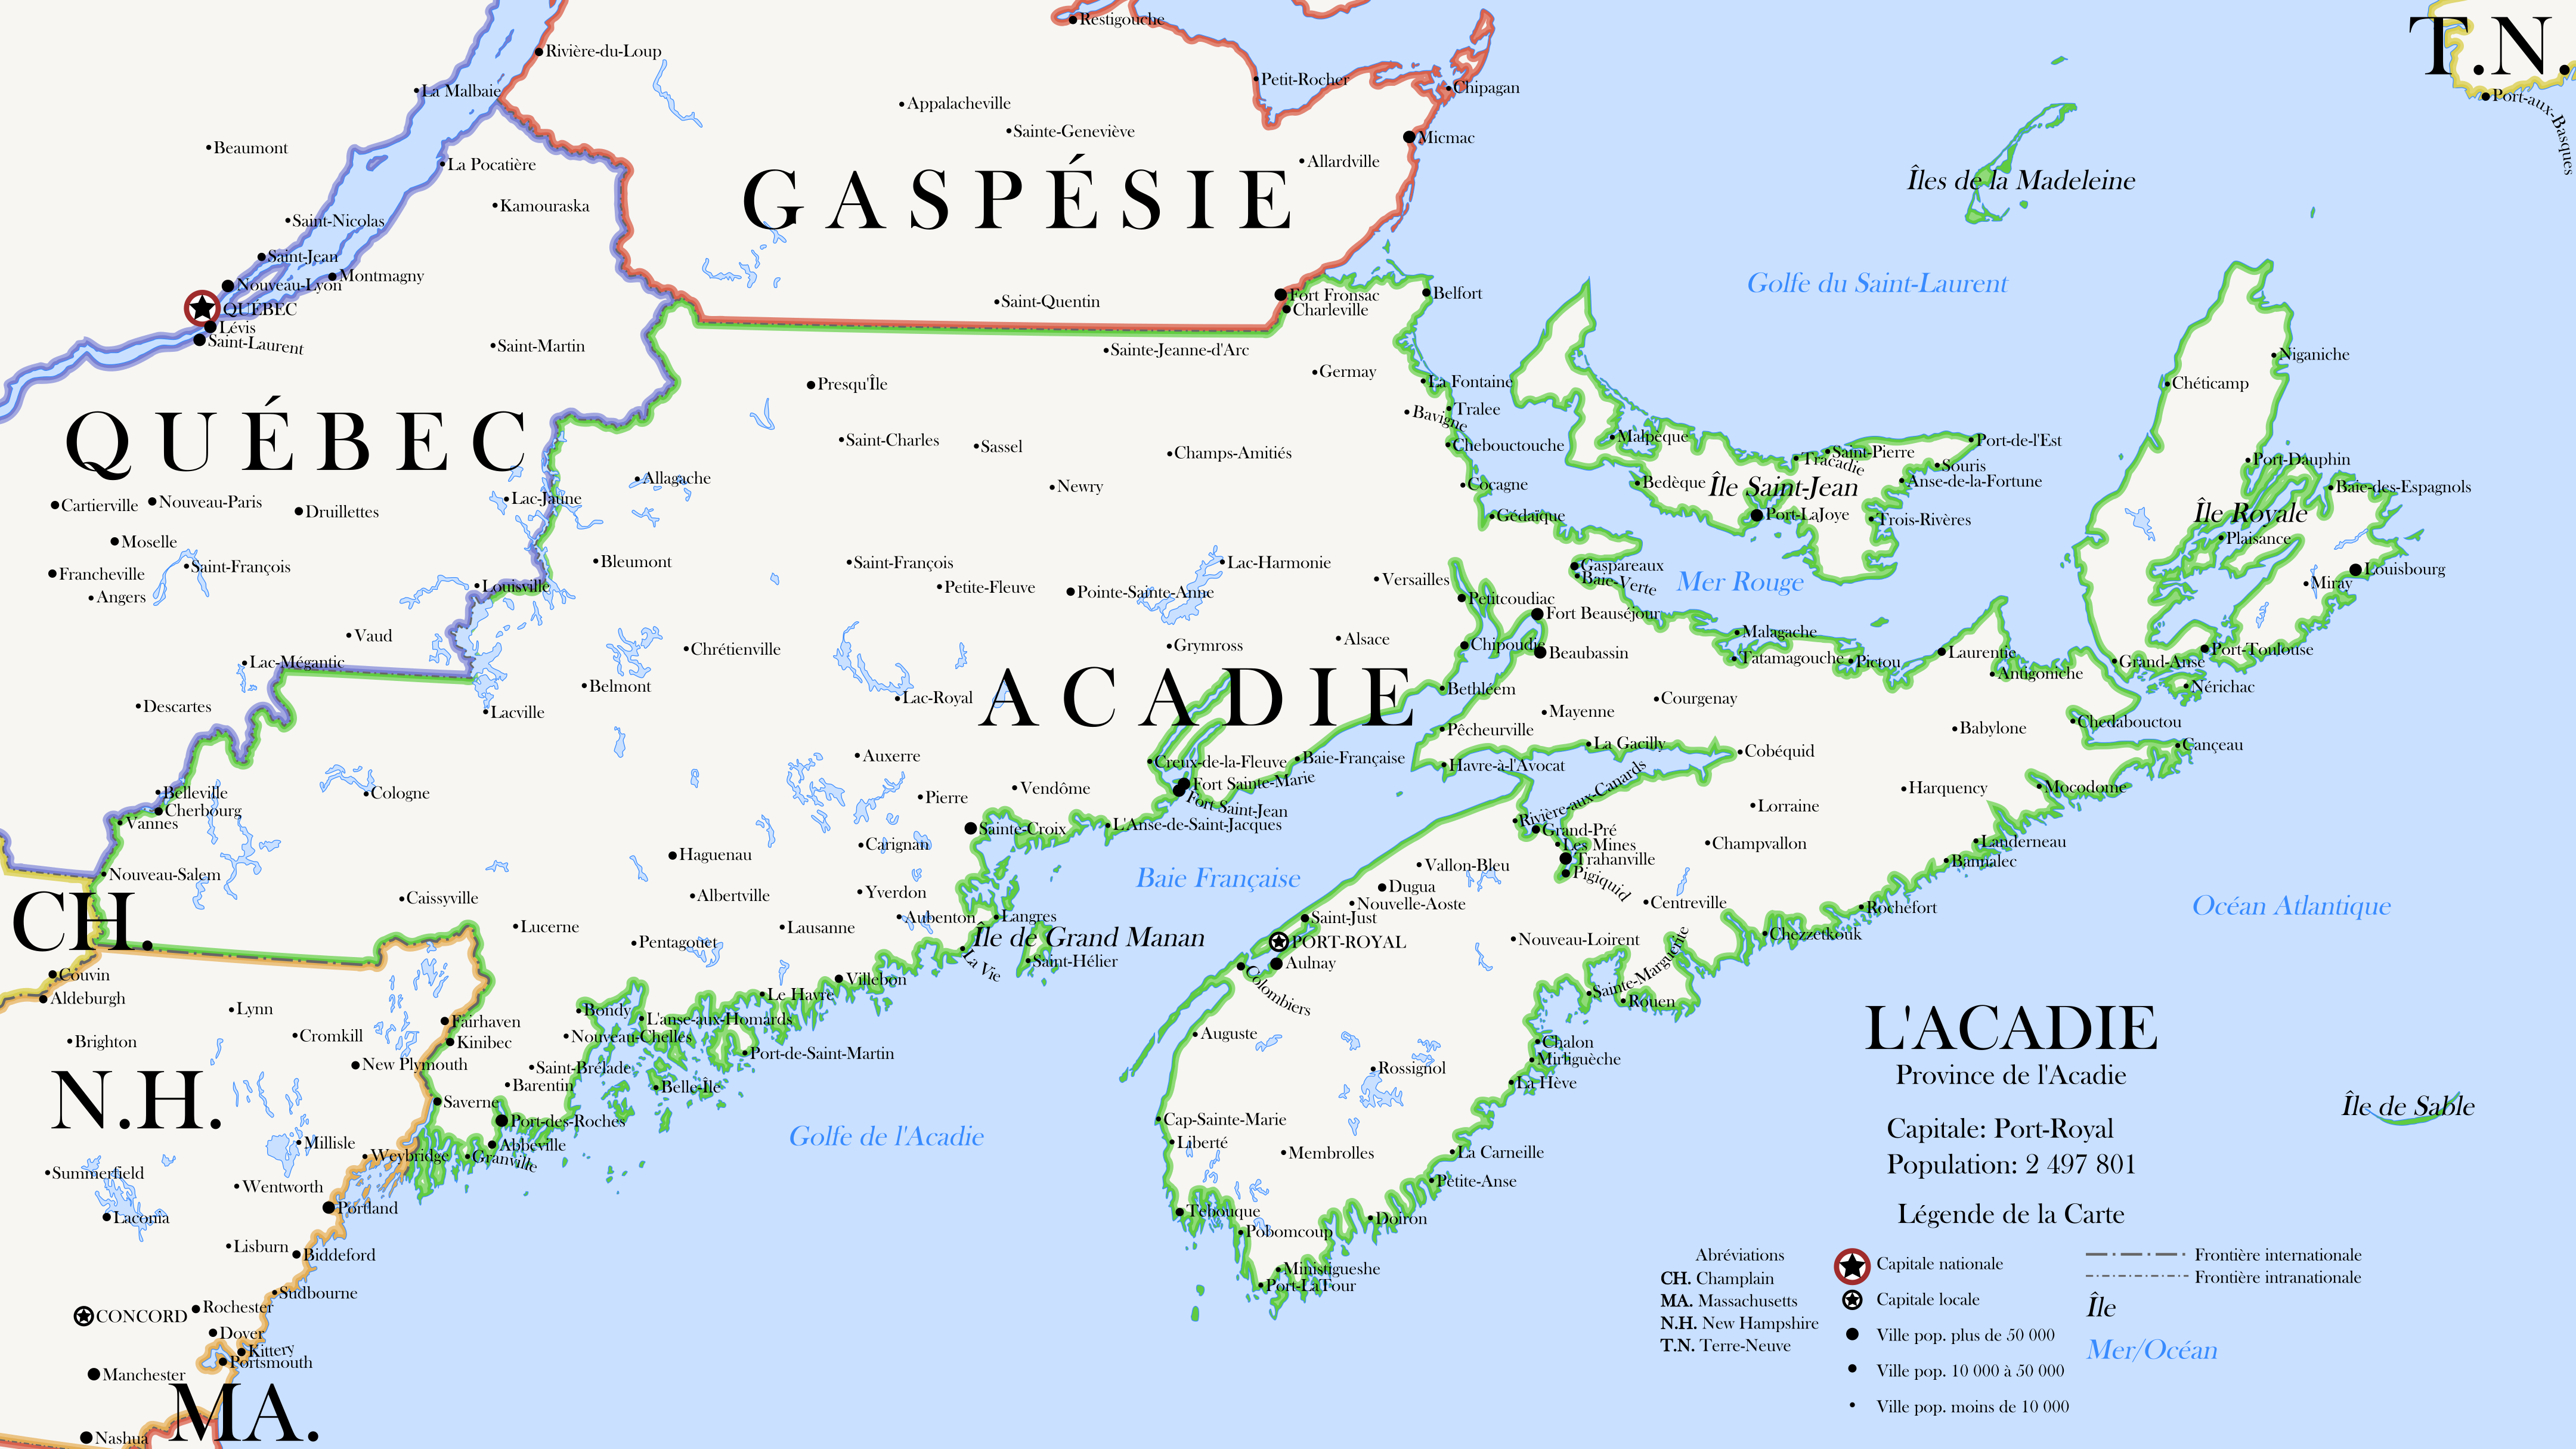 Restigouche
T.N.
Rivière-du-Loup
Petit-Rocher
Chipagan
La Malbaie
Port-aux-Basques
Appalacheville
Sainte-Geneviève
Micmac
Beaumont
La Pocatière
Allardville
GASPÉSIE
Îles de la Madeleine
Kamouraska
Saint-Nicolas
Saint-Jean
Montmagny
Nouveau-Lyon
Golfe du Saint-Laurent
QUÉBEC
Saint-Quentin
Fort Fronsac
Belfort
Charleville
Lévis
Saint-Laurent
Saint-Martin
Sainte-Jeanne-d'Arc
Niganiche
Germay
Presqu'Île
La Fontaine
Chéticamp
Bavigne
Tralee
QUÉBEC
Saint-Charles
Sassel
Champs-Amitiés
Chebouctouche
Malpèque
Port-de-l'Est
Tracadie
Saint-Pierre
Port-Dauphin
Souris
Allagache
Newry
Cocagne
Bedèque
Île Saint-Jean
Anse-de-la-Fortune
Baie-des-Espagnols
Cartierville
Nouveau-Paris
Druillettes
Lac-Jaune
Gédaïque
Port-LaJoye
Trois-Rivères
Île Royale
Moselle
Plaisance
Francheville
Saint-François
Bleumont
Saint-François
Lac-Harmonie
Gaspareaux
Baie-Verte
Mer Rouge
Louisbourg
Angers
Louisville
Petite-Fleuve
Pointe-Sainte-Anne
Versailles
Petitcoudiac
Miray
Fort Beauséjour
Vaud
Chrétienville
Grymross
Alsace
Chipoudie
Beaubassin
Malagache
Tatamagouche
Pictou
Laurentie
Port-Toulouse
Lac-Mégantic
Grand-Anse
Belmont
Lac-Royal
ACADIE
Bethléem
Courgenay
Antigoniche
Nérichac
Descartes
Lacville
Mayenne
Pêcheurville
Babylone
Chedabouctou
Auxerre
Creux-de-la-Fleuve
Baie-Française
Havre-à-l'Avocat
La Gacilly
Cobéquid
Cançeau
Belleville
Cologne
Pierre
Vendôme
Fort Sainte-Marie
Fort Saint-Jean
Rivière-aux-Canards
Harquency
Mocodome
Cherbourg
Vannes
Sainte-Croix
L'Anse-de-Saint-Jacques
Lorraine
Grand-Pré
Les Mines
Champvallon
Landerneau
Carignan
Haguenau
Trahanville
Bannalec
Nouveau-Salem
Vallon-Bleu
Pigiquid
Baie Française
Caissyville
Albertville
Yverdon
Dugua
Nouvelle-Aoste
Centreville
Rochefort
Océan Atlantique
CH.
Lucerne
Lausanne
Aubenton
Langres
Saint-Just
Pentagouet
Île de Grand Manan
PORT-ROYAL
Nouveau-Loirent
Chezzetkouk
Couvin
La Vie
Saint-Hélier
Aulnay
Colombiers
Aldeburgh
Villebon
Le Havre
Sainte-Marguerite
Rouen
Lynn
Bondy
L'anse-aux-Homards
Fairhaven
L'ACADIE
Brighton
Cromkill
Kinibec
Nouveau-Chelles
Auguste
Chalon
Port-de-Saint-Martin
Mirliguèche
New Plymouth
Saint-Brélade
Rossignol
Province de l'Acadie
Barentin
Belle-Île
La Hève
N.H.
Saverne
Île de Sable
Port-des-Roches
Cap-Sainte-Marie
Capitale: Port-Royal
Millisle
Abbeville
Golfe de l'Acadie
Liberté
Weybridge
Granville
Membrolles
La Carneille
Population: 2 497 801
Summerfield
Wentworth
Petite-Anse
Portland
Tebouque
Doiron
Légende de la Carte
Laconia
Pobomcoup
Lisburn
Biddeford
Ministigueshe
Port-LaTour
Sudbourne
Abréviations
CH. Champlain
MA. Massachusetts
N.H. New Hampshire
T.N. Terre-Neuve
Capitale nationale
Capitale locale
Ville pop. plus de 50 000
Ville pop. 10 000 à 50 000
Ville pop. moins de 10 000
Frontière internationale
Frontière intranationale
Île
Mer/Océan
CONCORD
Rochester
Dover
Kittery
Portsmouth
Manchester
MA.
Nashua